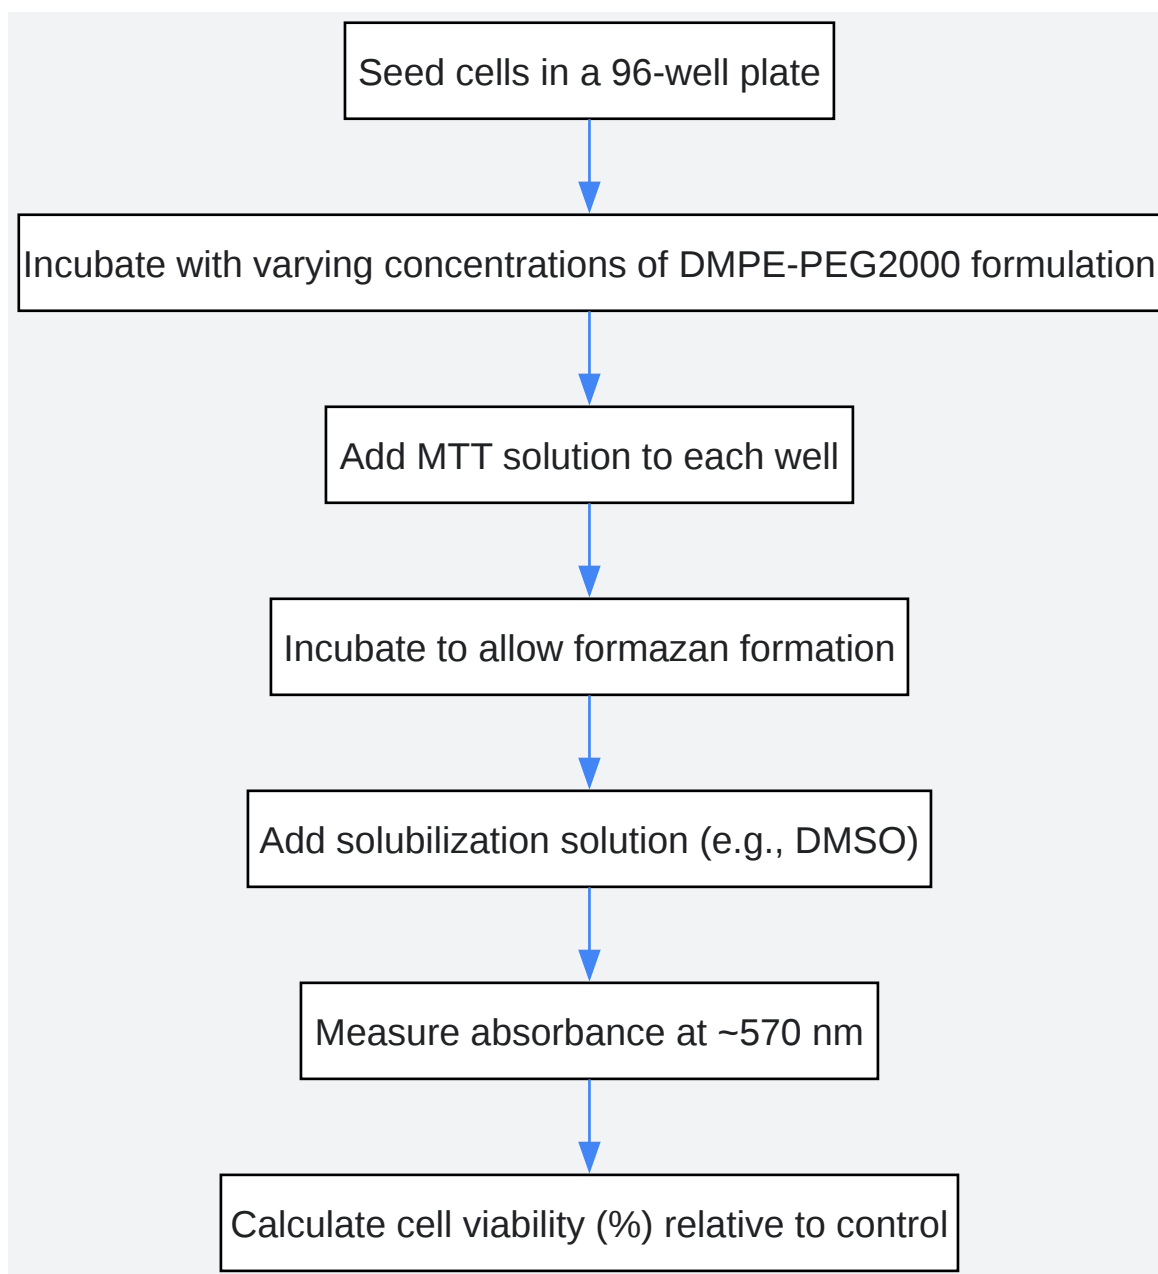 Seed cells in a 96-well plate
Incubate with varying concentrations of DMPE-PEG2000 formulation
Add MTT solution to each well
Incubate to allow formazan formation
Add solubilization solution (e.g., DMSO)
Measure absorbance at ~570 nm
Calculate cell viability (%) relative to control